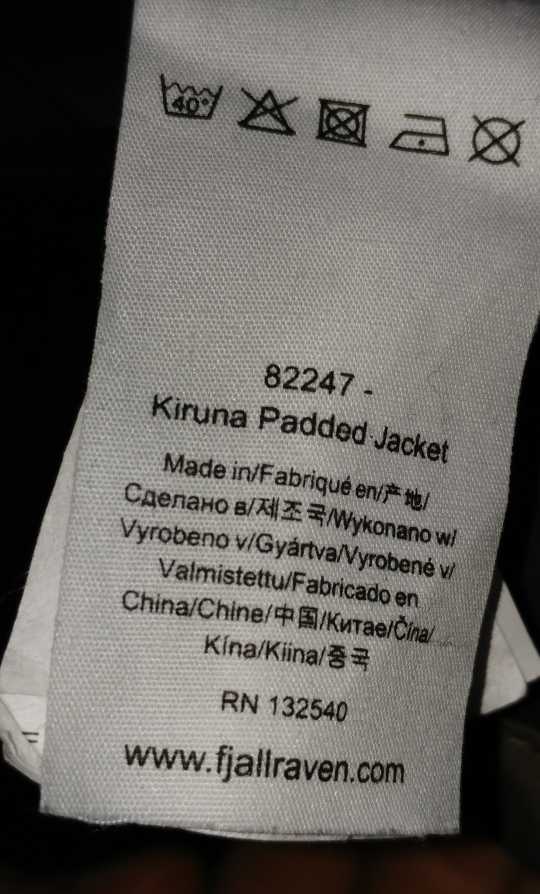 40°
82247 -
Kiruna Padded Jacket
Made in/Fabriqué en/产地/
Сделано в/제조국/Wykonano w/
Vyrobeno v/Gyártva/Vyrobené v/
Valmistettu/Fabricado en
China/Chine/中国/Китае/Čína/
Kína/Kiina/중국
RN 132540
www.fjallraven.com